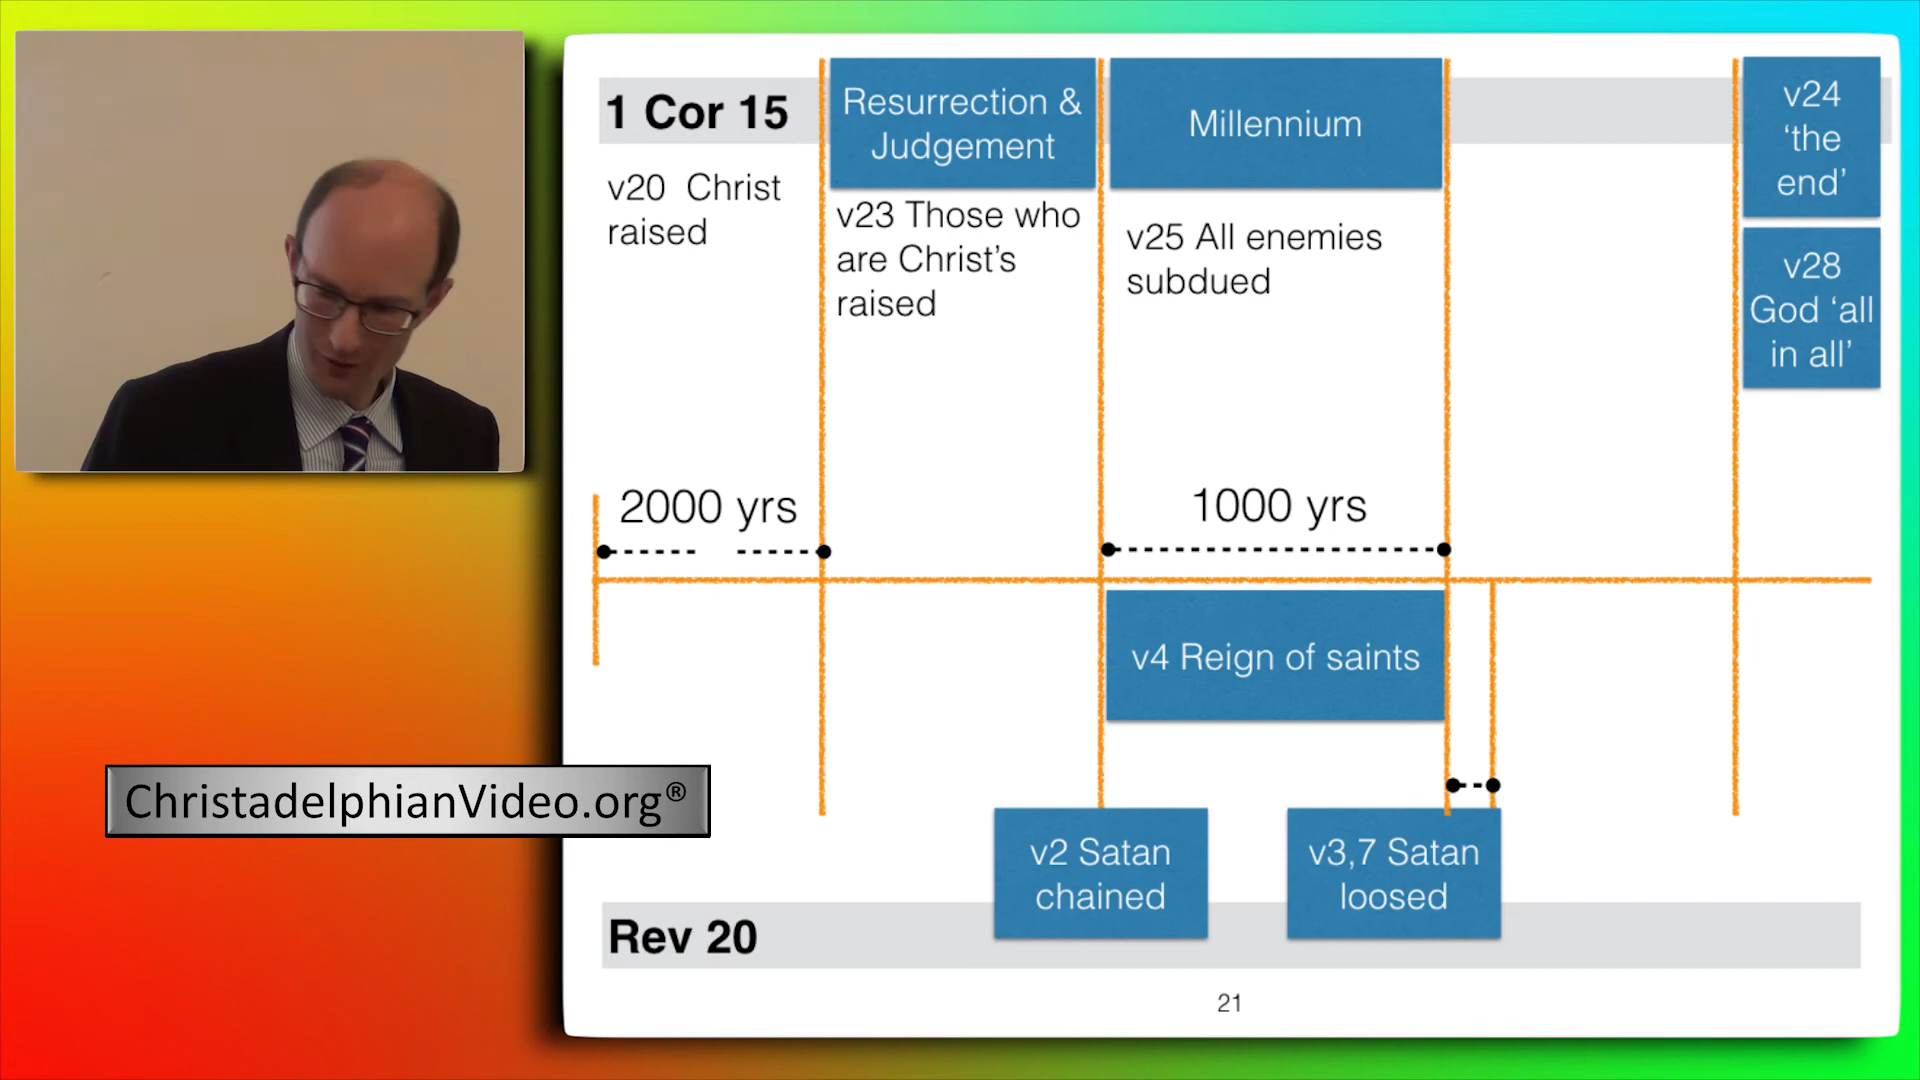 1 Cor 15
v20 Christ
raised
Resurrection &
Judgement
v23 Those who
are Christ’s
raised
Millennium
v25 All enemies
subdued
v24
‘the
end’
v28
God ‘all
in all’
2000 yrs
1000 yrs
v4 Reign of saints
v2 Satan
chained
v3,7 Satan
loosed
Rev 20
21
ChristadelphianVideo.org®